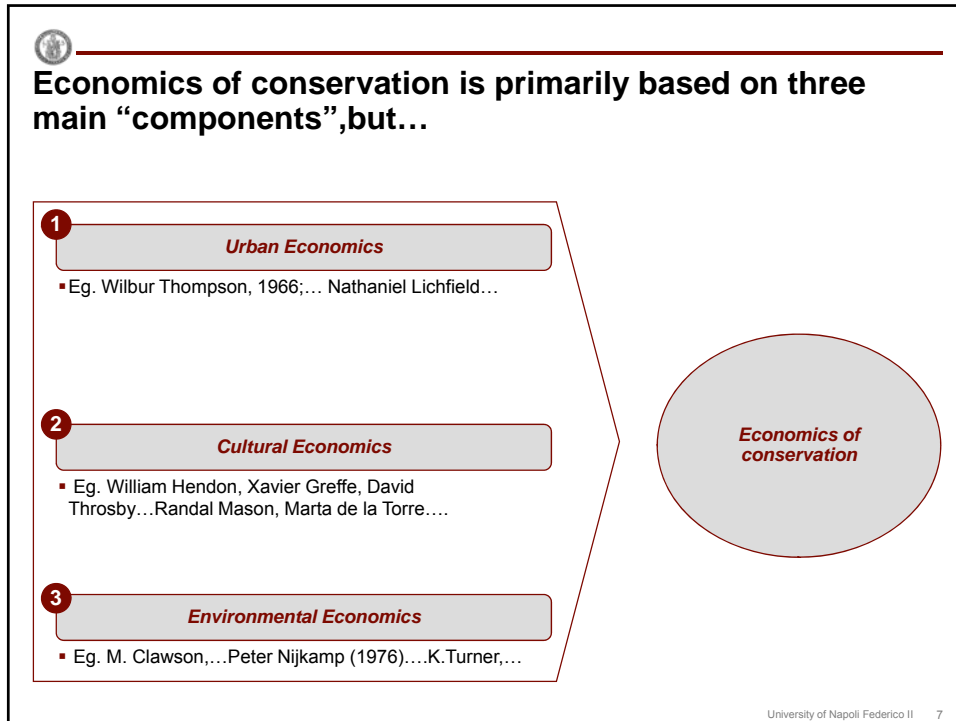 Economics of conservation is primarily based on three
main “components”,but…
1
Urban Economics
▪Eg. Wilbur Thompson, 1966;… Nathaniel Lichfield…
2
Cultural Economics
▪ Eg. William Hendon, Xavier Greffe, David
Throsby…Randal Mason, Marta de la Torre….
3
Environmental Economics
▪ Eg. M. Clawson,…Peter Nijkamp (1976)….K.Turner,…
Economics of
conservation
University of Napoli Federico II 7